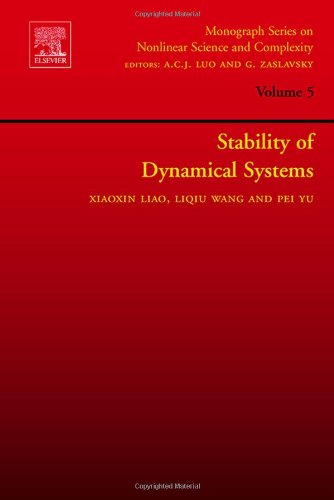 Monograph Series on
Nonlinear Science and Complexity
EDITORS: A.C.J. LUO AND G. ZASLAVSKY
ELSEVIER
Volume 5
Stability of
Dynamical Systems
XIAOXIN LIAO, LIQIU WANG AND PEI YU